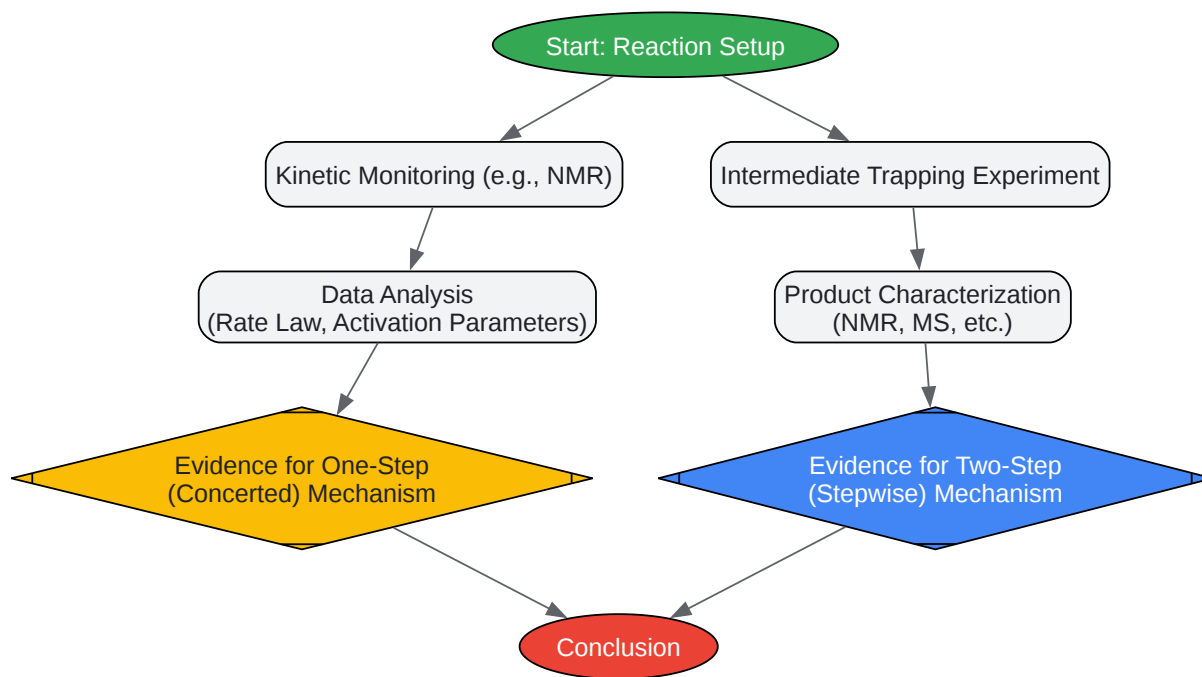 Start: Reaction Setup
Kinetic Monitoring (e.g., NMR)
Intermediate Trapping Experiment
Data Analysis
(Rate Law, Activation Parameters)
Product Characterization
(NMR, MS, etc.)
Evidence for One-Step
(Concerted) Mechanism
Evidence for Two-Step
(Stepwise) Mechanism
Conclusion